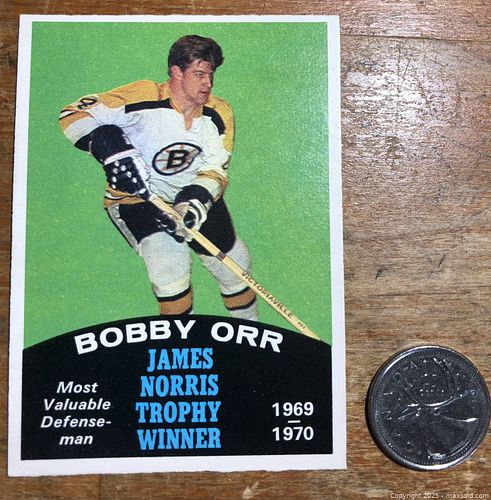 B
VICTORIAVILLE
BOBBY ORR
JAMES
NORRIS
TROPHY
WINNER
Most
Valuable
Defense-
man
1969
–
1970
Copyright 2025 - maxsold.com